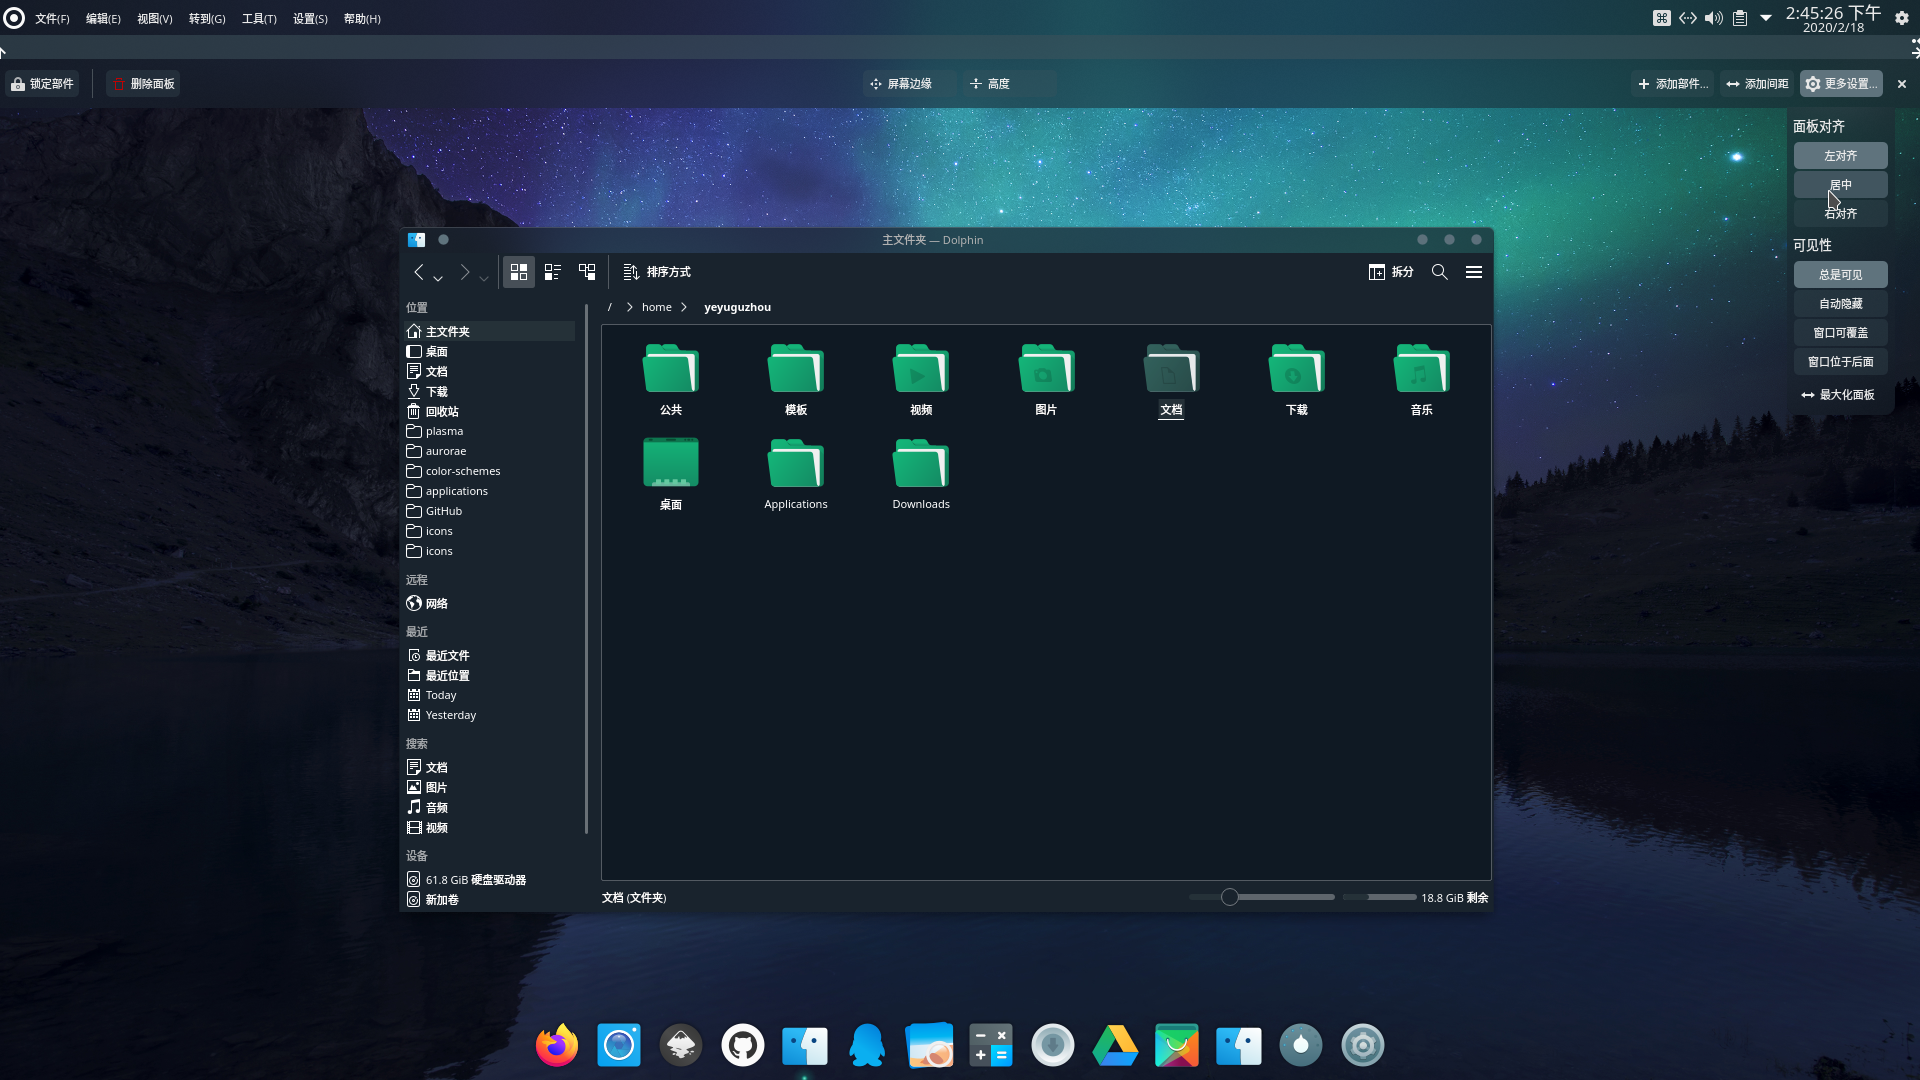 文件(F) 编辑(E) 视图(V) 转到(G) 工具(T) 设置(S) 帮助(H)
2:45:26 下午
2020/2/18
锁定部件 删除面板 屏幕边缘 高度 添加部件... 添加间距 更多设置...
面板对齐
左对齐
居中
右对齐
可见性
总是可见
自动隐藏
窗口可覆盖
窗口位于后面
最大化面板
主文件夹 — Dolphin
排序方式 拆分
/ home yeyuguzhou
位置
主文件夹
桌面
文档
下载
回收站
plasma
aurorae
color-schemes
applications
GitHub
icons
icons
远程
网络
最近
最近文件
最近位置
Today
Yesterday
搜索
文档
图片
音频
视频
设备
61.8 GiB 硬盘驱动器
新加卷
公共 模板 视频 图片 文档 下载 音乐
桌面 Applications Downloads
文档 (文件夹) 18.8 GiB 剩余